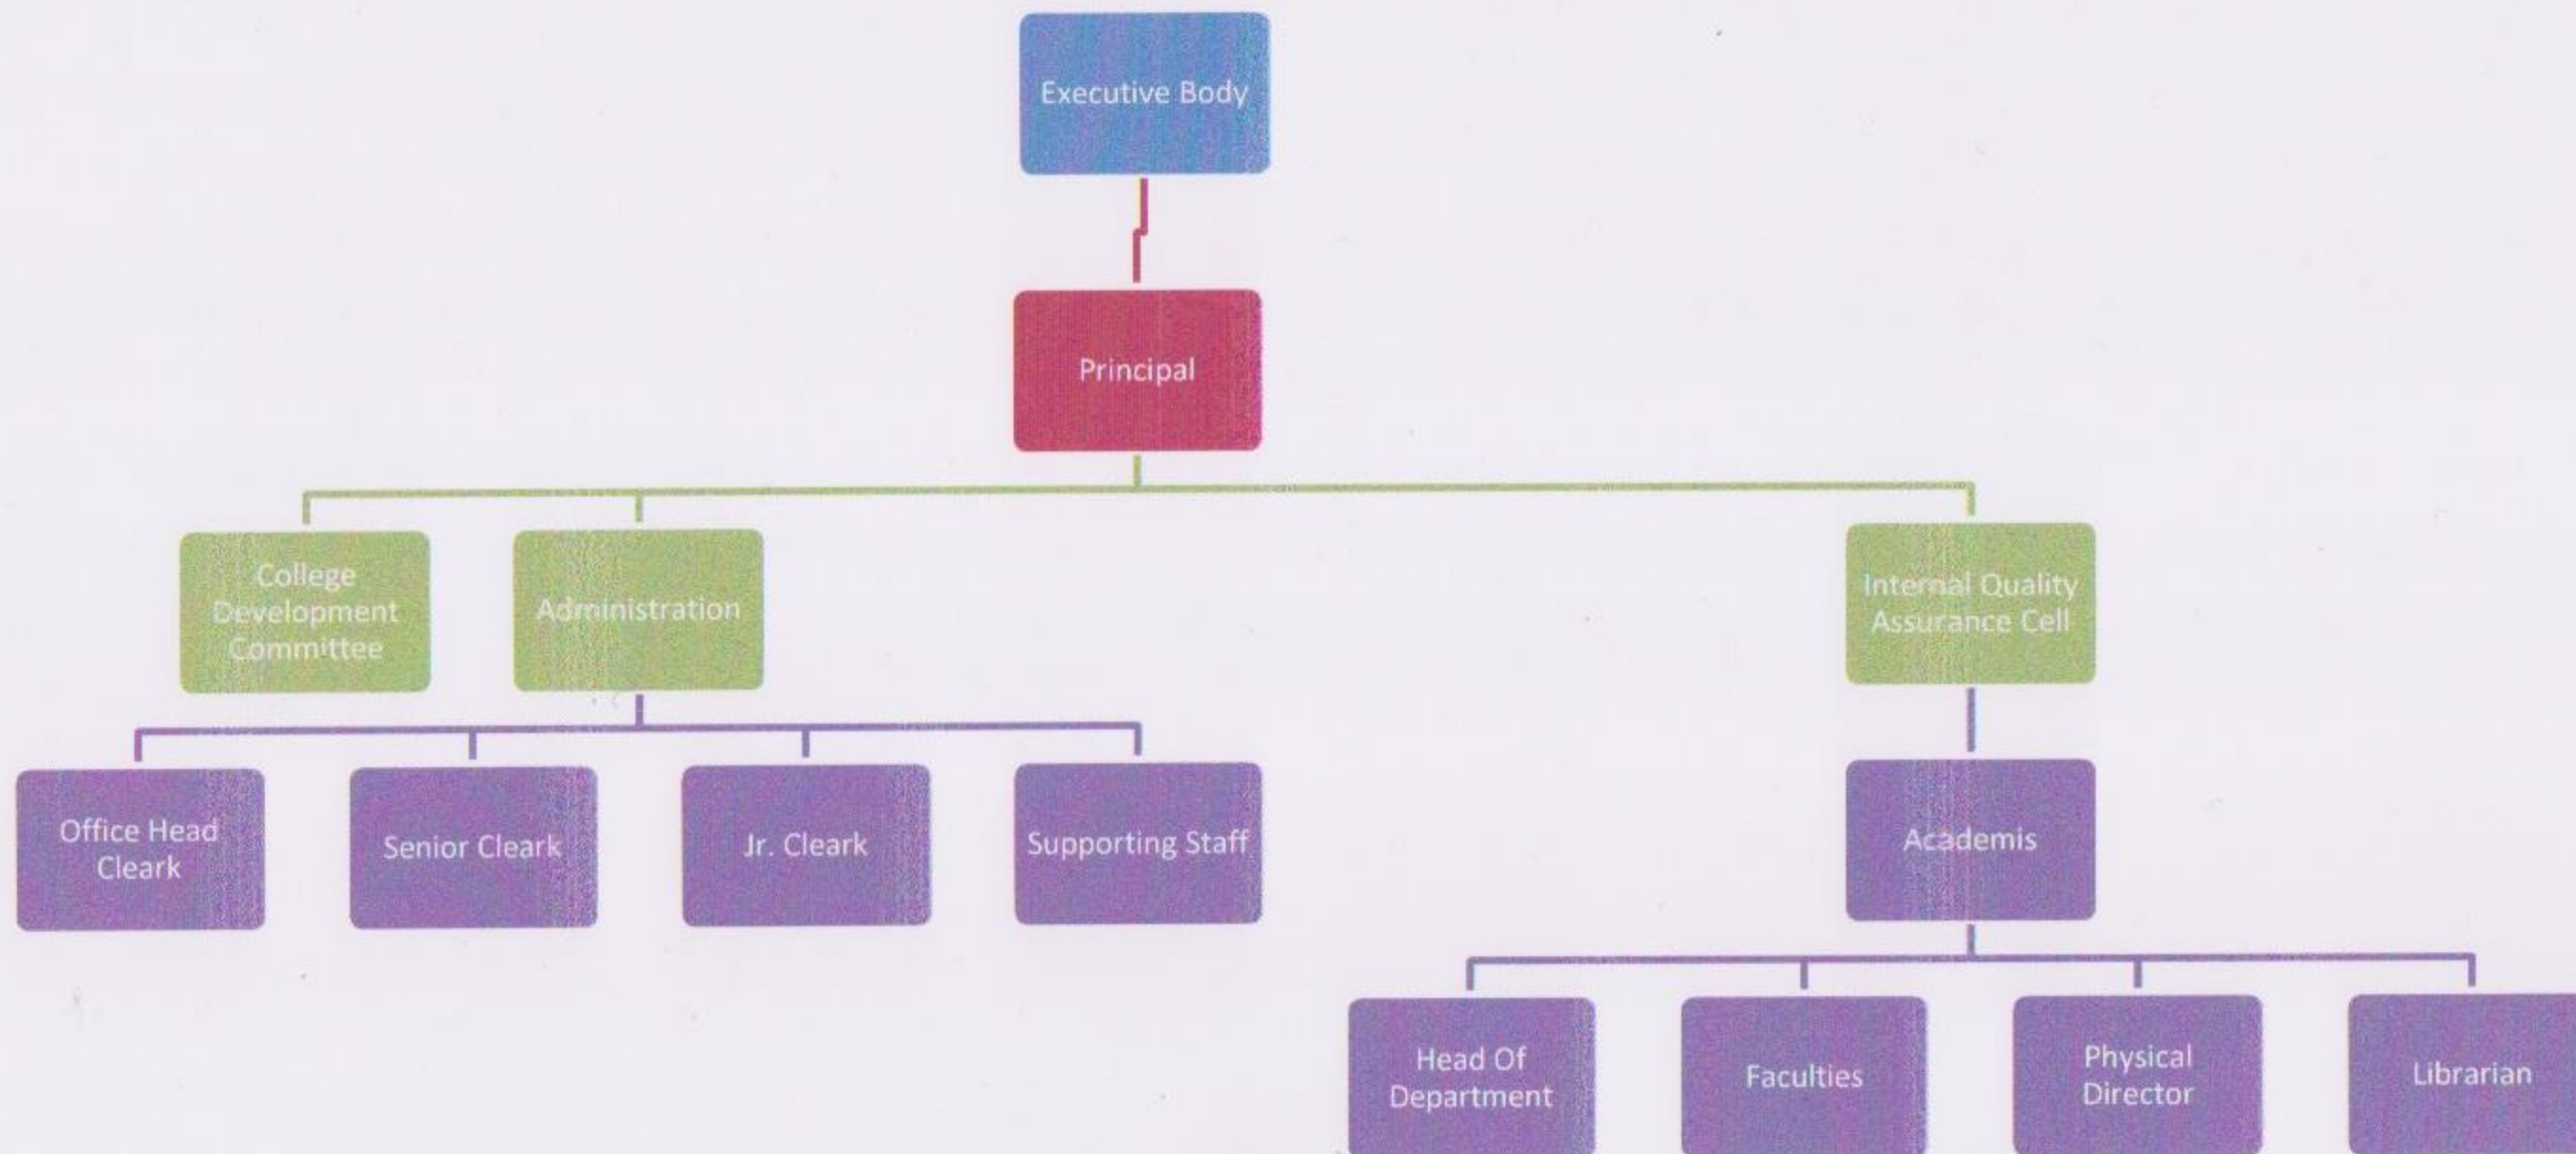 Executive Body
Principal
College
Development
Committee
Administration
Internal Quality
Assurance Cell
Office Head
Cleark
Senior Cleark
Jr. Cleark
Supporting Staff
Academis
Head Of
Department
Faculties
Physical
Director
Librarian